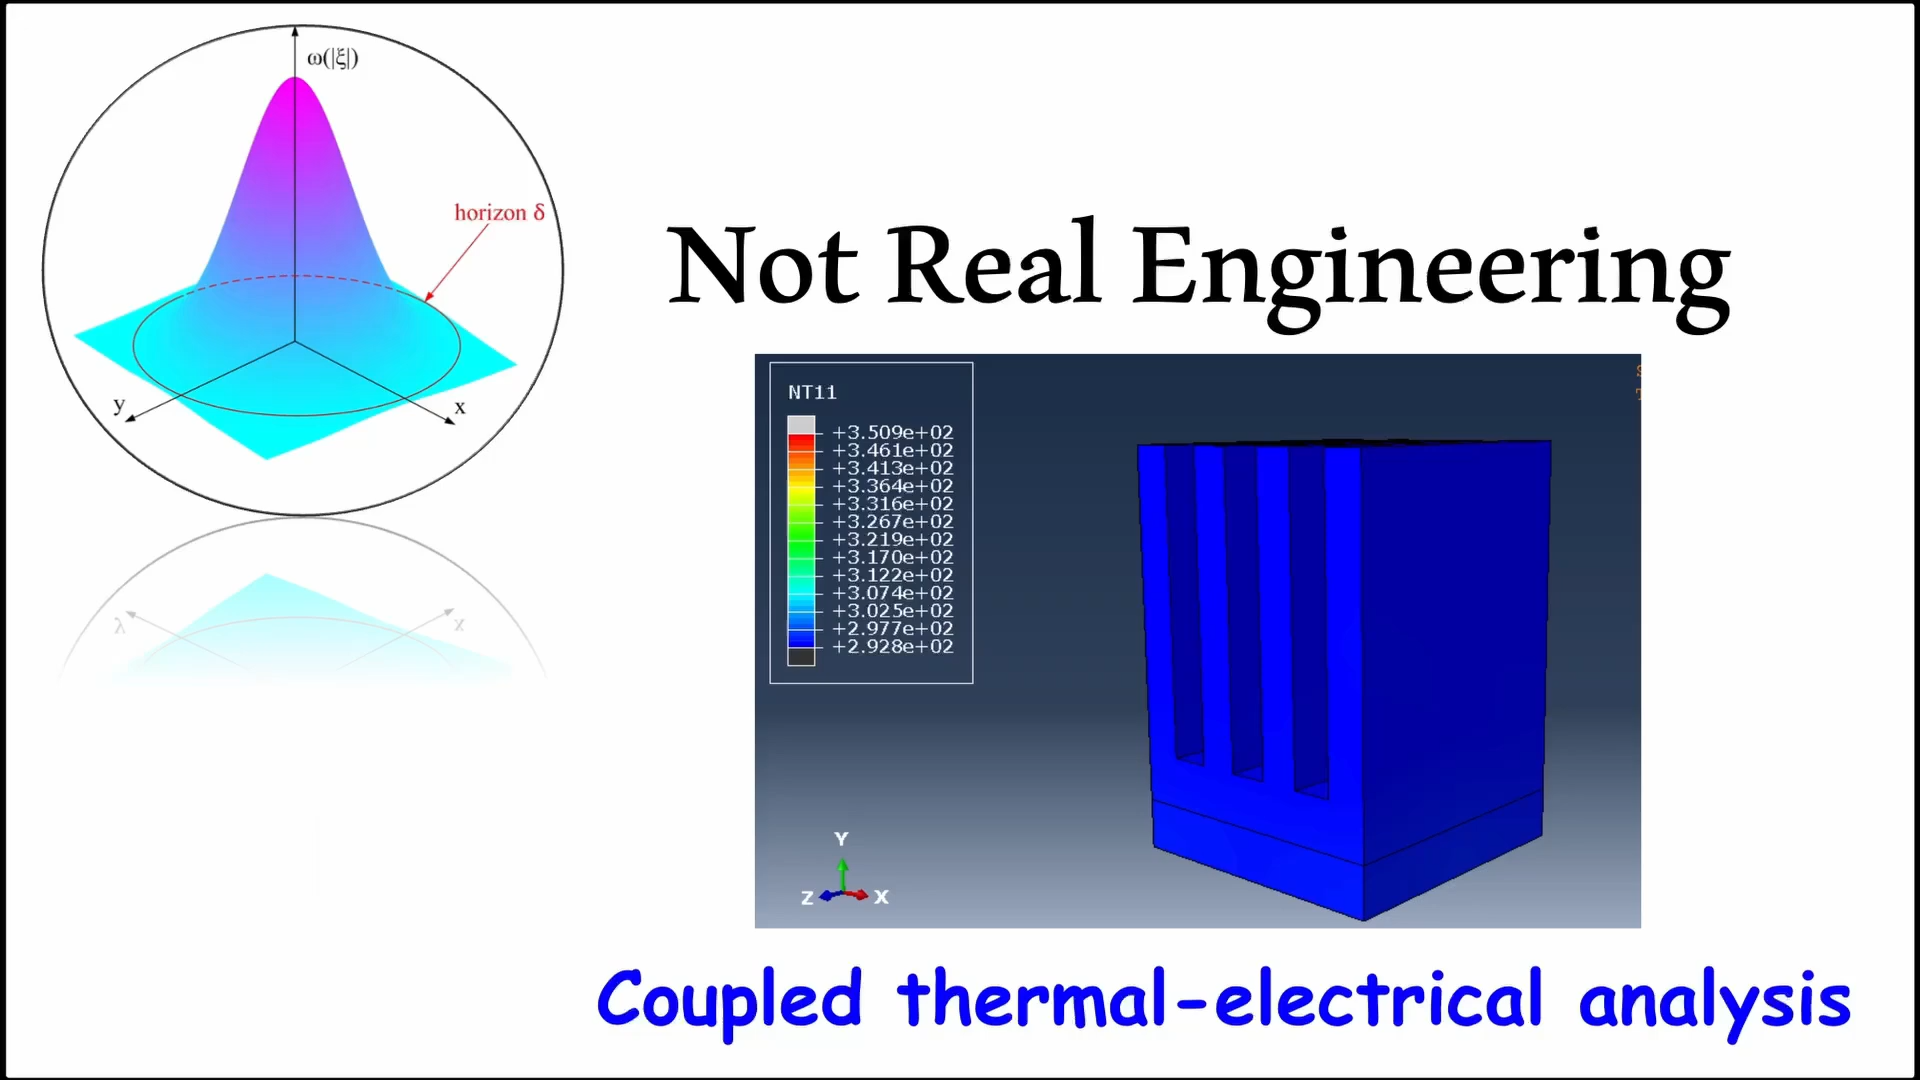 ω(|ξ|)
horizon δ
y
x
Not Real Engineering
NT11
+3.509e+02
+3.461e+02
+3.413e+02
+3.364e+02
+3.316e+02
+3.267e+02
+3.219e+02
+3.170e+02
+3.122e+02
+3.074e+02
+3.025e+02
+2.977e+02
+2.928e+02
Y
Z X
Coupled thermal-electrical analysis